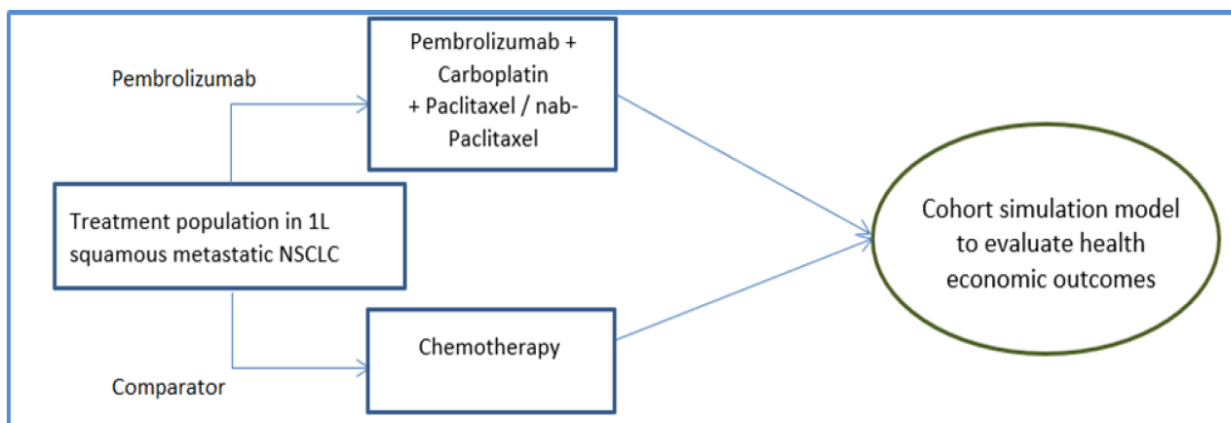 Pembrolizumab
Pembrolizumab +
Carboplatin
+ Paclitaxel / nab-
Paclitaxel
Treatment population in 1L
squamous metastatic NSCLC
Comparator
Chemotherapy
Cohort simulation model
to evaluate health
economic outcomes